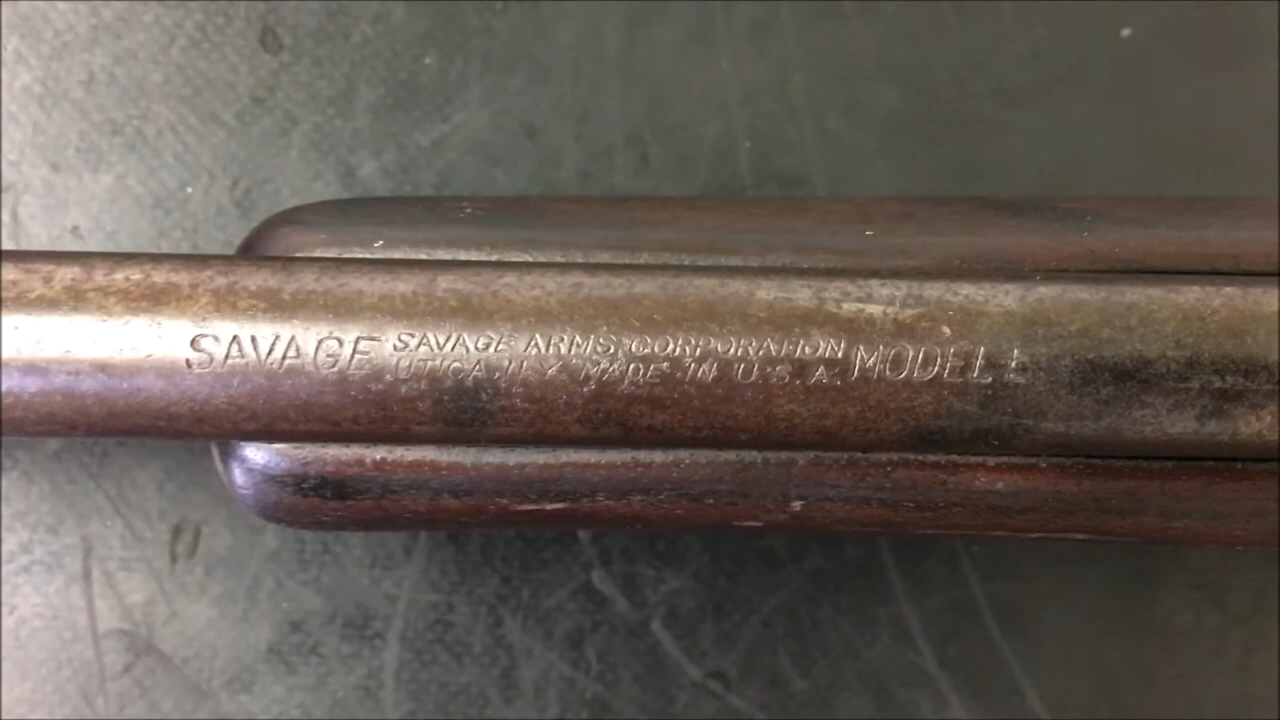 SAVAGE
SAVAGE ARMS CORPORATION
UTICA, N.Y. MADE IN U.S.A.
MODEL